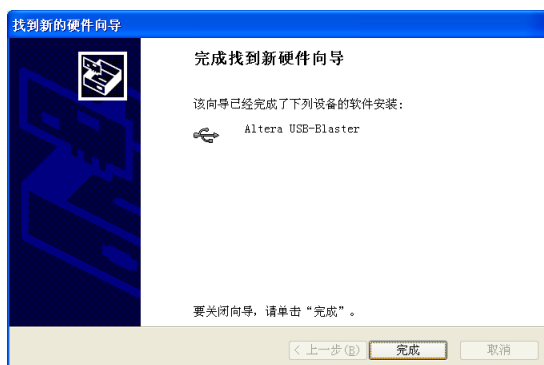 找到新的硬件向导
完成找到新硬件向导
该向导已经完成了下列设备的软件安装：
Altera USB-Blaster
要关闭向导，请单击“完成”。
< 上一步(B)
完成
取消